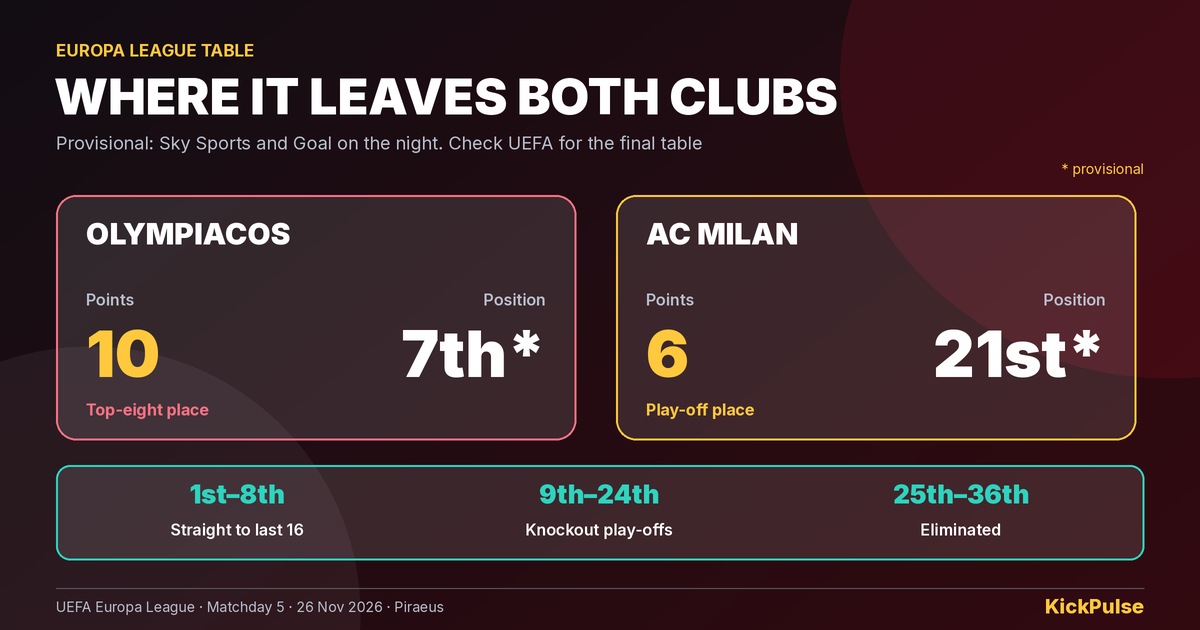 EUROPA LEAGUE TABLE
WHERE IT LEAVES BOTH CLUBS
Provisional: Sky Sports and Goal on the night. Check UEFA for the final table
* provisional
OLYMPIACOS
Points
Position
10
7th*
Top-eight place
AC MILAN
Points
Position
6
21st*
Play-off place
1st–8th
Straight to last 16
9th–24th
Knockout play-offs
25th–36th
Eliminated
UEFA Europa League · Matchday 5 · 26 Nov 2026 · Piraeus
KickPulse